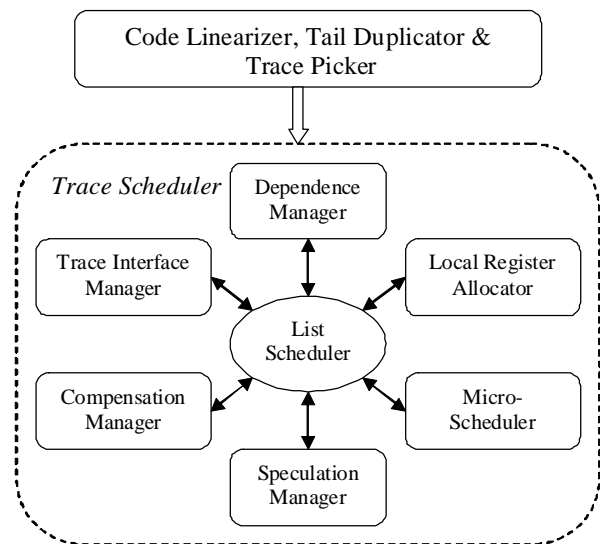 Code Linearizer, Tail Duplicator &
Trace Picker
Trace Scheduler
Dependence
Manager
Trace Interface
Manager
Local Register
Allocator
List
Scheduler
Compensation
Manager
Micro-
Scheduler
Speculation
Manager